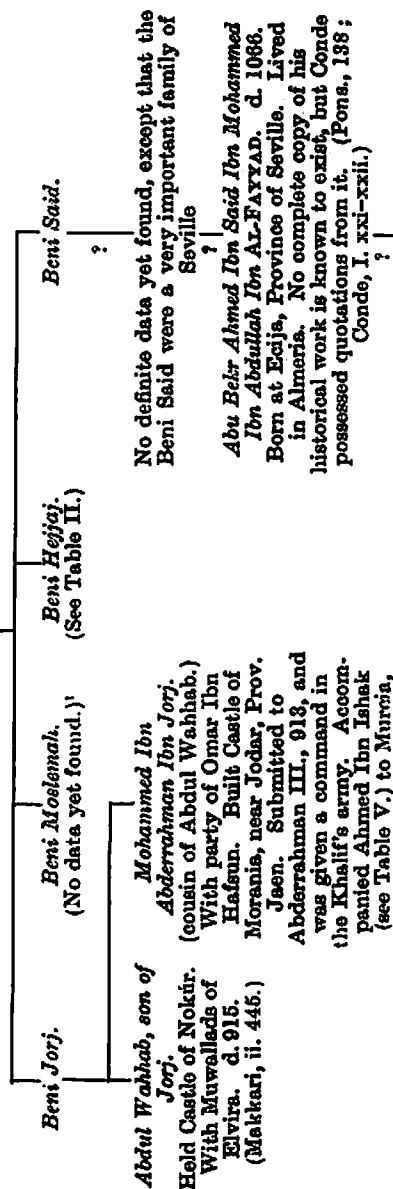 Beni Jorj.
Abdul Wahhab, son of
Jorj.
Held Castle of Nokúr.
With Muwallads of
Elvira. d. 915.
(Makkari, ii. 445.)
Mohammed Ibn
Abderrahman Ibn Jorj.
(cousin of Abdul Wahhab.)
With party of Omar Ibn
Hafsun. Built Castle of
Morania, near Jodar, Prov.
Jaen. Submitted to
Abderrahman III., 913, and
was given a command in
the Khalif's army. Accom-
panied Ahmed Ibn Ishak
(see Table V.) to Murcia,
Beni Moslemah.
(No data yet found.)¹
Beni Hejjaj.
(See Table II.)
Beni Said.
?
No definite data yet found, except that the
Beni Said were a very important family of
Seville
?
Abu Bekr Ahmed Ibn Said Ibn Mohammed
Ibn Abdullah Ibn AL-FAYYAD. d. 1066.
Born at Ecija, Province of Seville. Lived
in Almeria. No complete copy of his
historical work is known to exist, but Conde
possessed quotations from it. (Pons., 138;
Conde, I. xxi-xxii.)
?